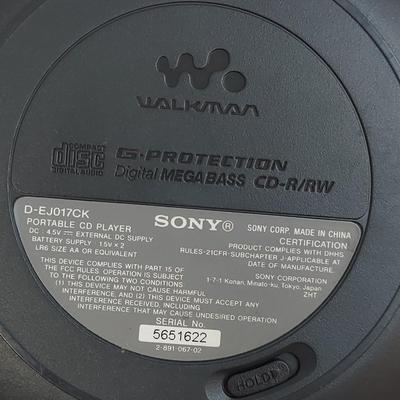 WALKMAN
COMPACT
disc
DIGITAL AUDIO
G-PROTECTION
Digital MEGABASS CD-R/RW
D-EJ017CK
PORTABLE CD PLAYER
DC : 4.5V EXTERNAL DC SUPPLY
BATTERY SUPPLY : 1.5V × 2
LR6 SIZE AA OR EQUIVALENT
SONY®
SONY CORP. MADE IN CHINA
CERTIFICATION
PRODUCT COMPLIES WITH DHHS
RULES-21CFR-SUBCHAPTER J-APPLICABLE AT
DATE OF MANUFACTURE.
SONY CORPORATION
1-7-1 Konan, Minato-ku, Tokyo, Japan
ZHT
THIS DEVICE COMPLIES WITH PART 15 OF
THE FCC RULES OPERATION IS SUBJECT
TO THE FOLLOWING TWO CONDITIONS
(1) THIS DEVICE MAY NOT CAUSE HARMFUL
INTERFERENCE, AND (2) THIS DEVICE MUST ACCEPT ANY
INTERFERENCE RECEIVED, INCLUDING
INTERFERENCE THAT MAY CAUSE UNDESIRED OPERATION
SERIAL No.
5651622
2-891-067-02
HOLD